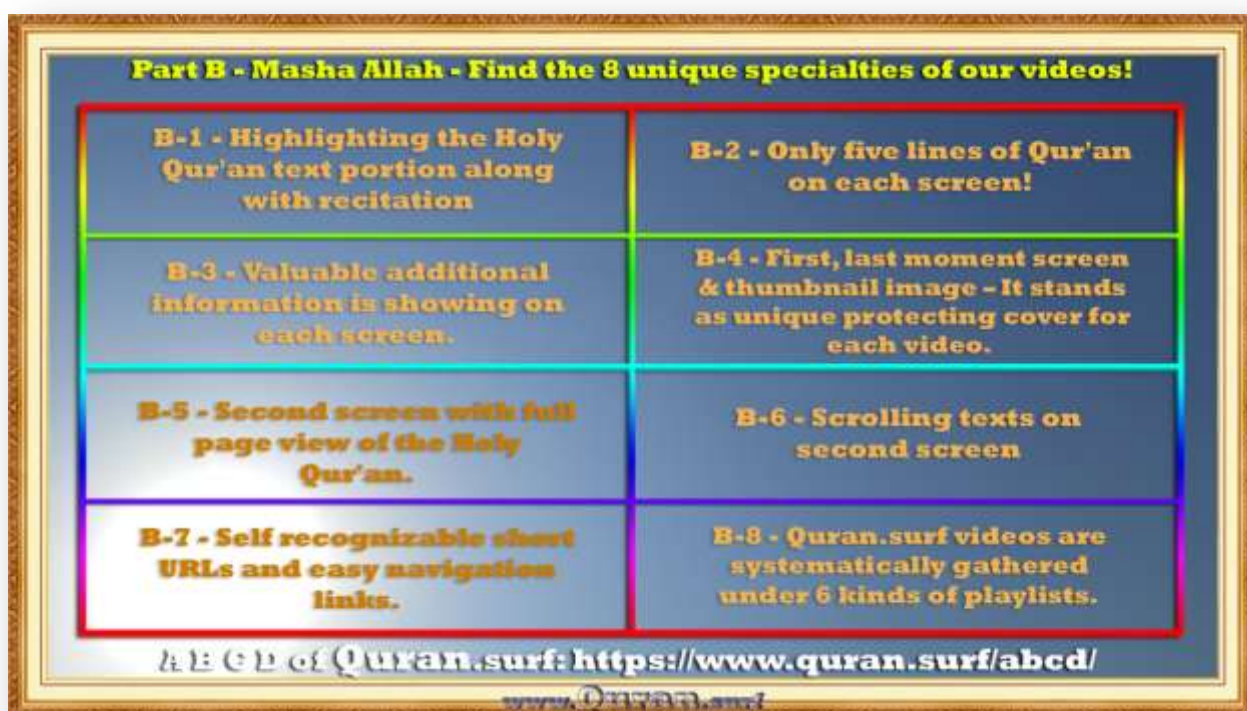 Part B - Masha Allah - Find the 8 unique specialties of our videos!
B-1 - Highlighting the Holy
Qur'an text portion along
with recitation
B-2 - Only five lines of Qur'an
on each screen!
B-3 - Valuable additional
information is showing on
each screen.
B-4 - First, last moment screen
& thumbnail image – It stands
as unique protecting cover for
each video.
B-5 - Second screen with full
page view of the Holy
Qur'an.
B-6 - Scrolling texts on
second screen
B-7 - Self recognizable short
URLs and easy navigation
links.
B-8 - Quran.surf videos are
systematically gathered
under 6 kinds of playlists.
A B C D of Quran.surf: https://www.quran.surf/abcd/
www.Quran.surf